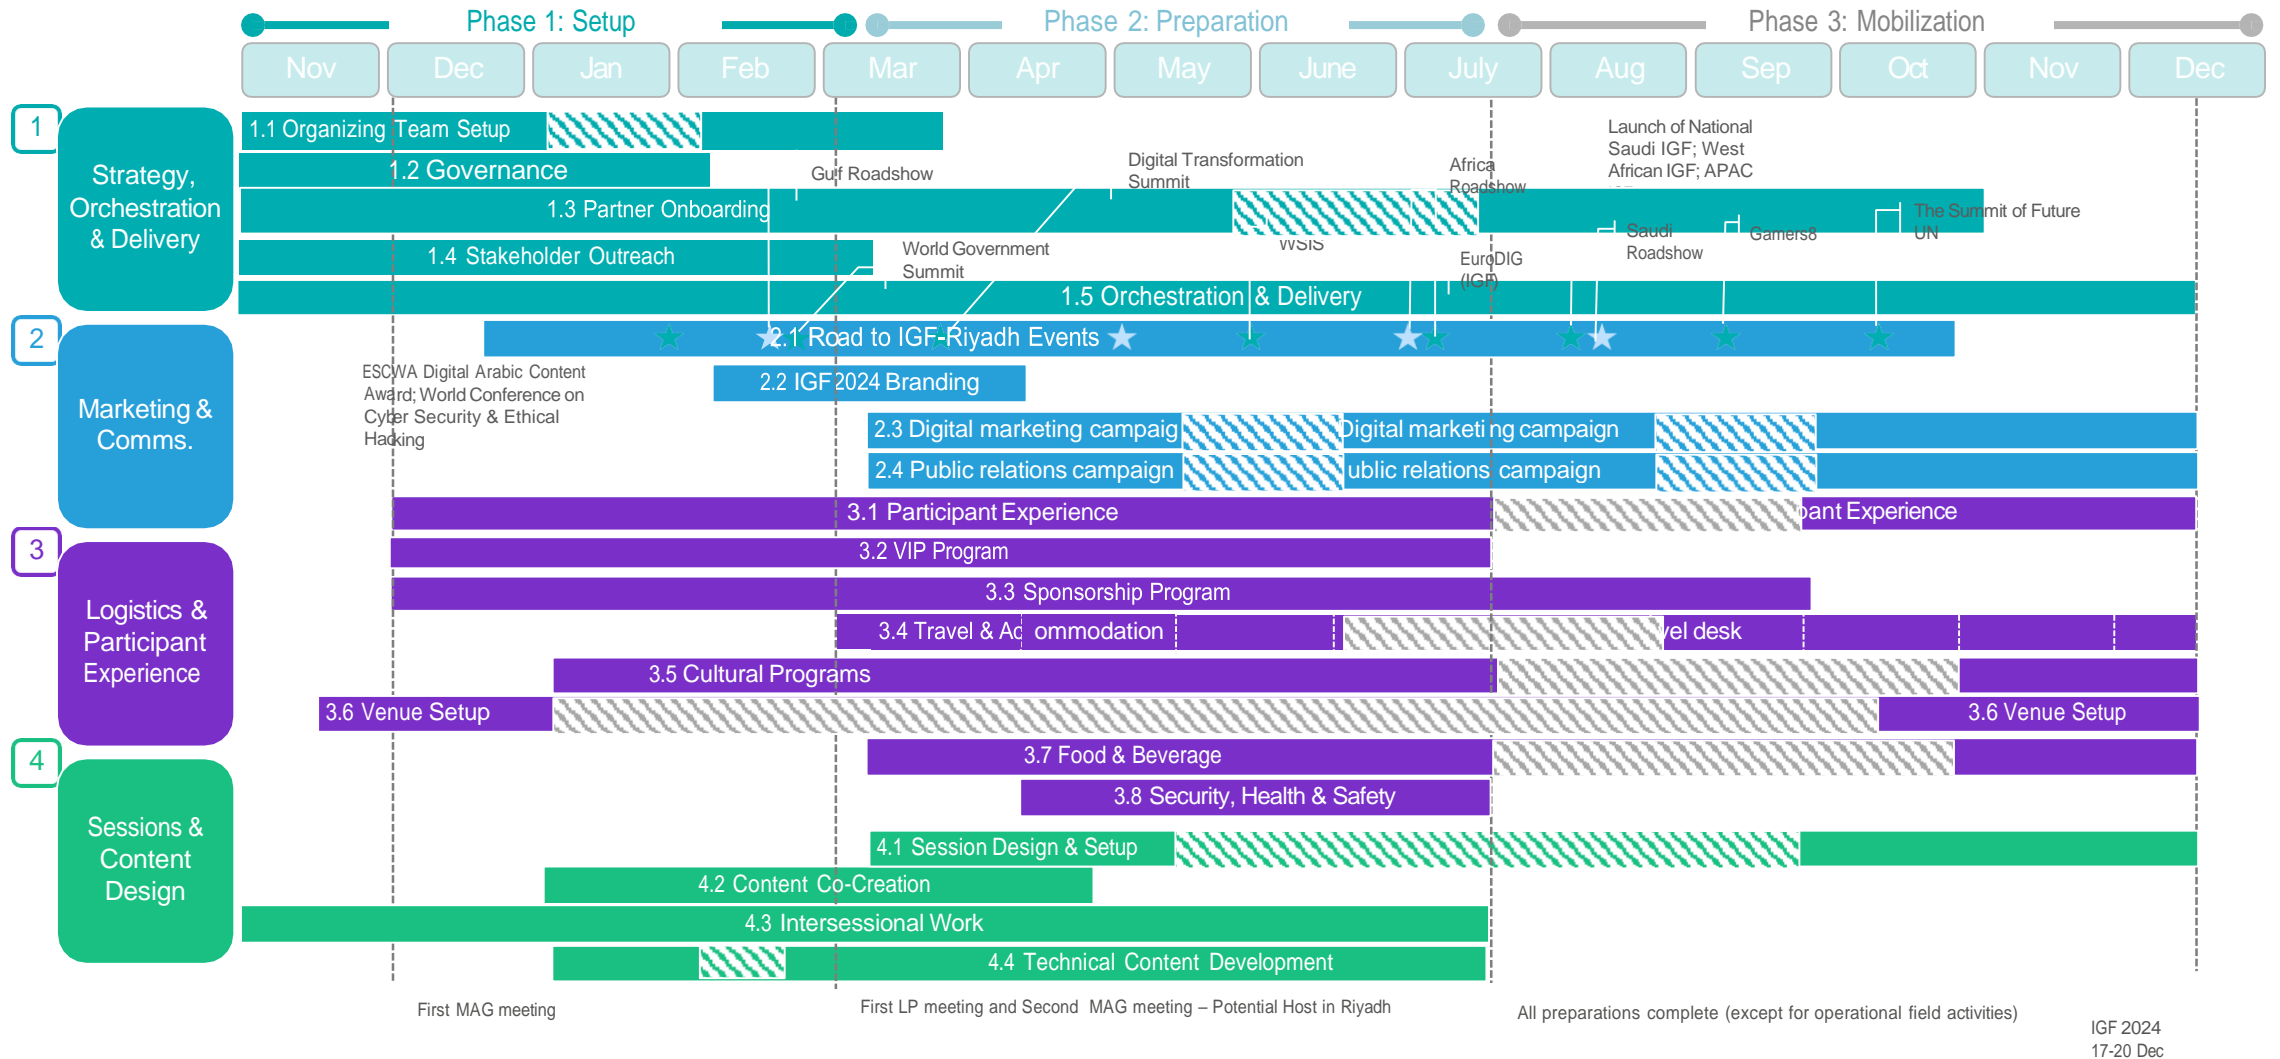 Phase 1: Setup
Phase 2: Preparation
Phase 3: Mobilization
Nov
Dec
Jan
Feb
Mar
Apr
May
June
July
Aug
Sep
Oct
Nov
Dec
1
Strategy,
Orchestration
& Delivery
1.1 Organizing Team Setup
1.2 Governance
1.3 Partner Onboarding
1.4 Stakeholder Outreach
1.5 Orchestration & Delivery
Gulf Roadshow
World Government
Summit
Digital Transformation
Summit
WSIS
Africa
Roadshow
EuroDIG
(IGF)
Launch of National
Saudi IGF; West
African IGF; APAC
Saudi
Roadshow
Gamers8
The Summit of Future
UN
2
Marketing &
Comms.
2.1 Road to IGF-Riyadh Events
ESCWA Digital Arabic Content
Award; World Conference on
Cyber Security & Ethical
Hacking
2.2 IGF2024 Branding
2.3 Digital marketing campaig
Digital marketing campaign
2.4 Public relations campaign
ublic relations campaign
3
Logistics &
Participant
Experience
3.1 Participant Experience
pant Experience
3.2 VIP Program
3.3 Sponsorship Program
3.4 Travel & Ac ommodation
vel desk
3.5 Cultural Programs
3.6 Venue Setup
3.6 Venue Setup
3.7 Food & Beverage
3.8 Security, Health & Safety
4
Sessions &
Content
Design
4.1 Session Design & Setup
4.2 Content Co-Creation
4.3 Intersessional Work
4.4 Technical Content Development
First MAG meeting
First LP meeting and Second MAG meeting – Potential Host in Riyadh
All preparations complete (except for operational field activities)
IGF 2024
17-20 Dec